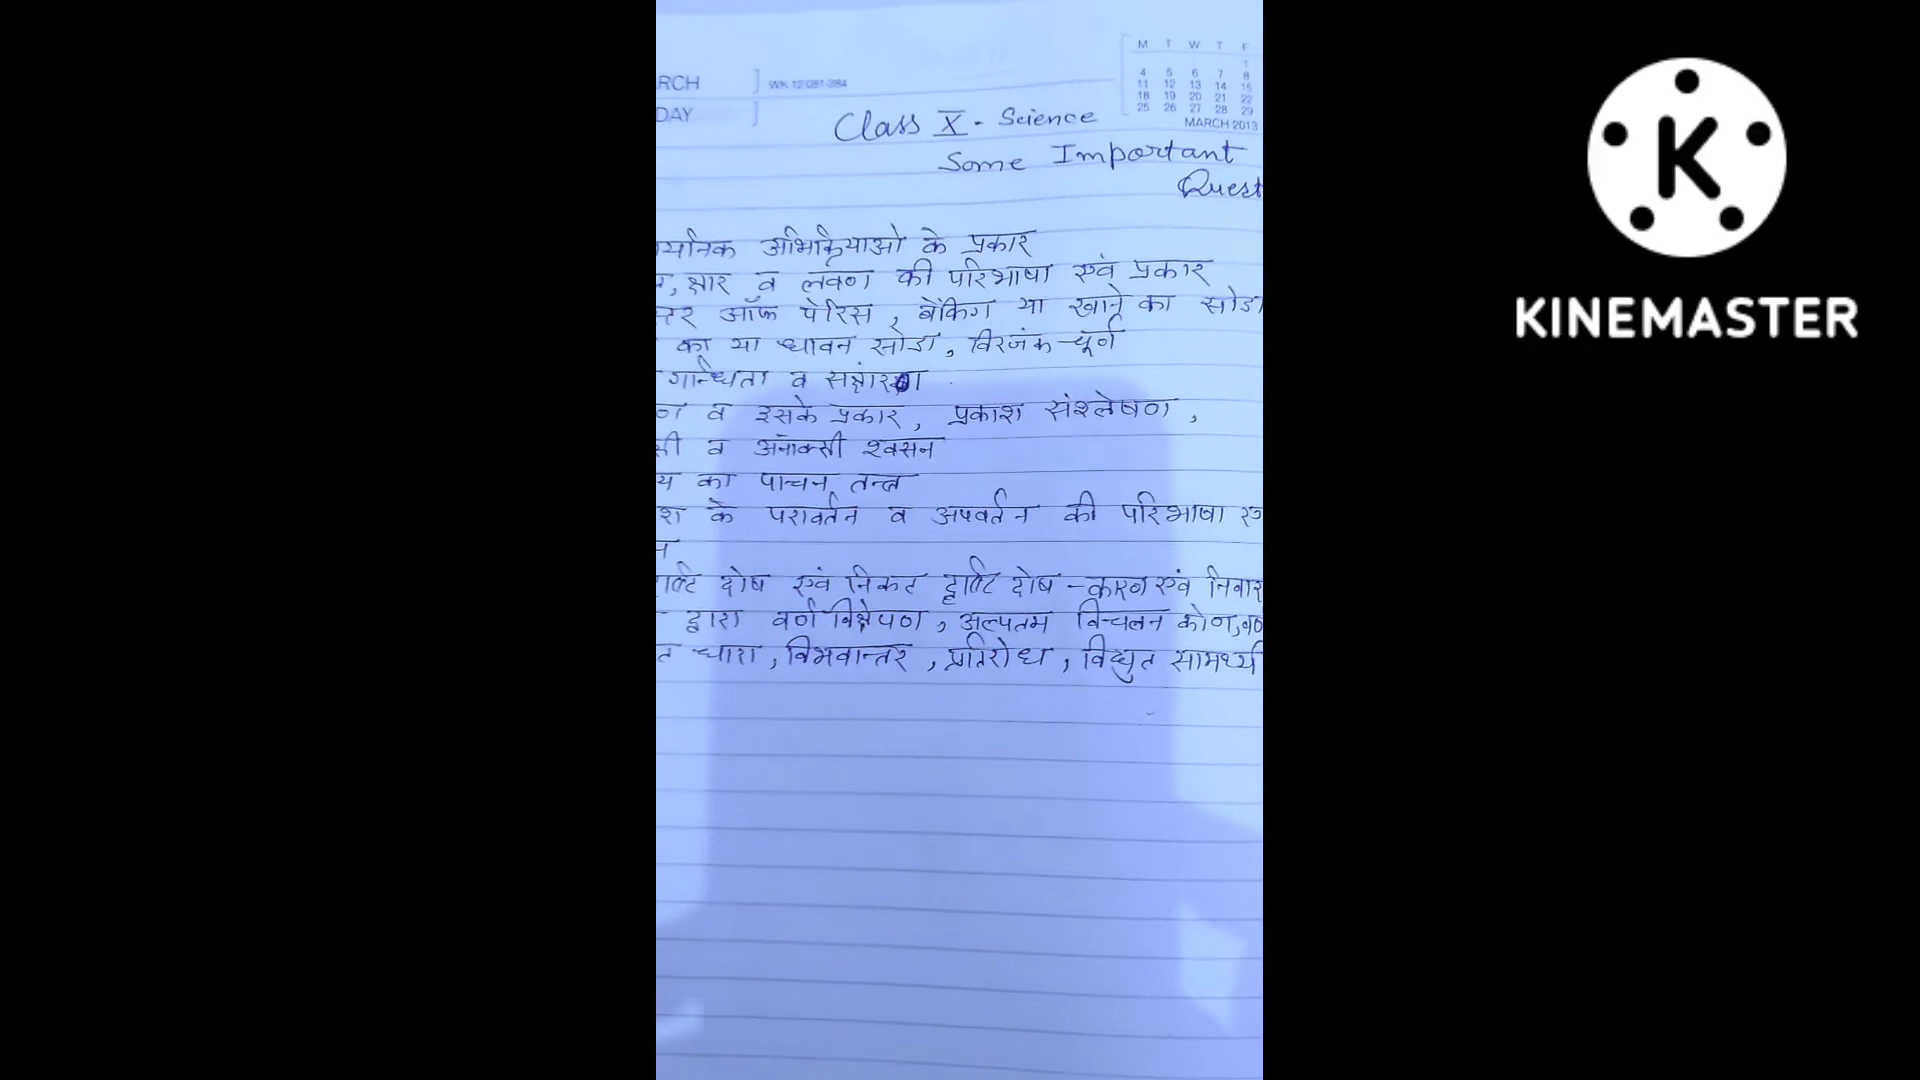 M T W T F
1
RCH
WK 12 081-284
4 5 6 7 8
11 12 13 14 15
18 19 20 21 22
25 26 27 28 29
DAY
MARCH 2013
Class X - Science
Some Important
Quest
अभिक्रियाओं के प्रकार
क्षार व लवण की परिभाषा एवं प्रकार
ऑफ पेरिस, बेकिंग या खाने का सोडा
का या धावन सोडा, विरंजक चूर्ण
गन्धिता व संक्षारण
व इसके प्रकार, प्रकाश संश्लेषण,
व अनॉक्सी श्वसन
का पाचन तन्त्र
के परावर्तन व अपवर्तन की परिभाषा
दोष एवं निकट दृष्टि दोष - कारण एवं
द्वारा वर्ण विक्षेपण, अल्पतम विचलन कोण,
धारा, विभवान्तर, प्रतिरोध, विद्युत सामर्थ्य
K
KINEMASTER